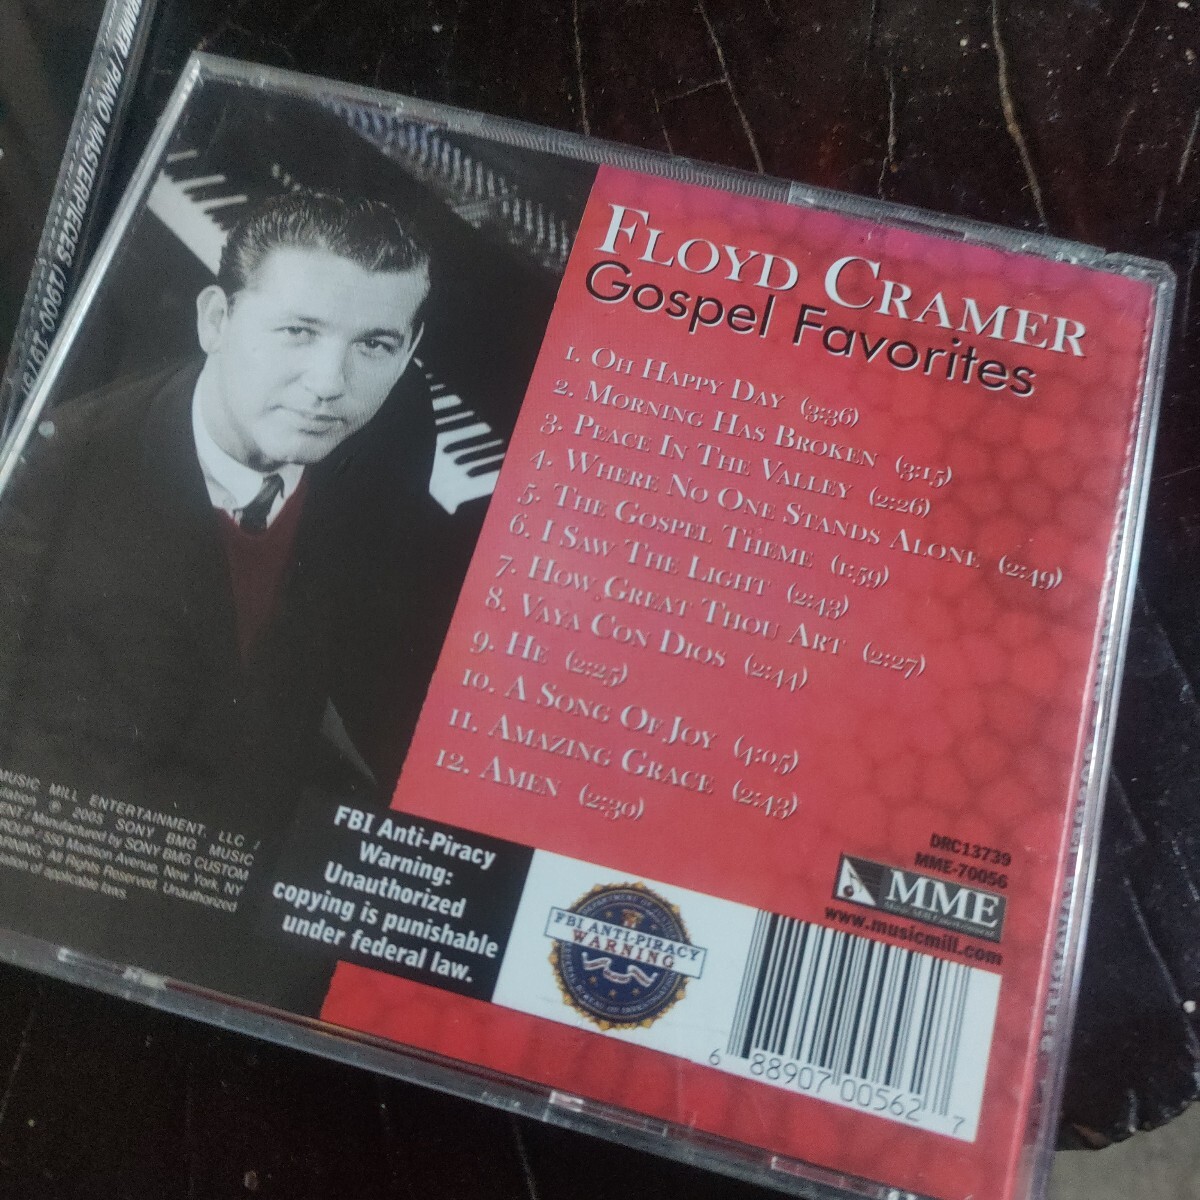 PIANO MASTERPIECES (1900-1975)
FLOYD CRAMER
Gospel Favorites
1. OH HAPPY DAY (3:36)
2. MORNING HAS BROKEN (3:15)
3. PEACE IN THE VALLEY (2:26)
4. WHERE NO ONE STANDS ALONE (2:49)
5. THE GOSPEL THEME (1:59)
6. I SAW THE LIGHT (2:43)
7. HOW GREAT THOU ART (2:27)
8. VAYA CON DIOS (2:44)
9. HE (2:25)
10. A SONG OF JOY (4:05)
11. AMAZING GRACE (2:43)
12. AMEN (2:30)
MUSIC MILL ENTERTAINMENT, LLC /
℗ 2005 SONY BMG MUSIC
/ Manufactured by SONY BMG CUSTOM
/ 550 Madison Avenue, New York, NY
All Rights Reserved. Unauthorized
of applicable laws.
FBI Anti-Piracy
Warning:
Unauthorized
copying is punishable
under federal law.
FBI ANTI-PIRACY
WARNING
DRC13739
MME-70056
MME
www.musicmill.com
6 88907 00562 7